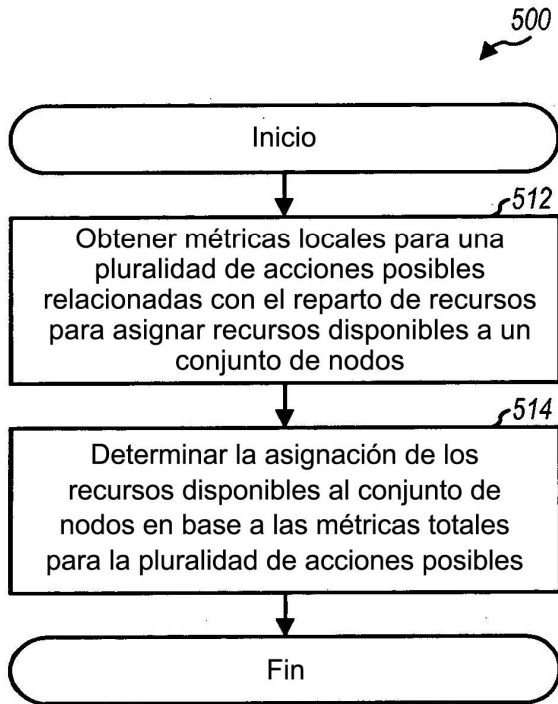 500
Inicio
512
Obtener métricas locales para una
pluralidad de acciones posibles
relacionadas con el reparto de recursos
para asignar recursos disponibles a un
conjunto de nodos
514
Determinar la asignación de los
recursos disponibles al conjunto de
nodos en base a las métricas totales
para la pluralidad de acciones posibles
Fin